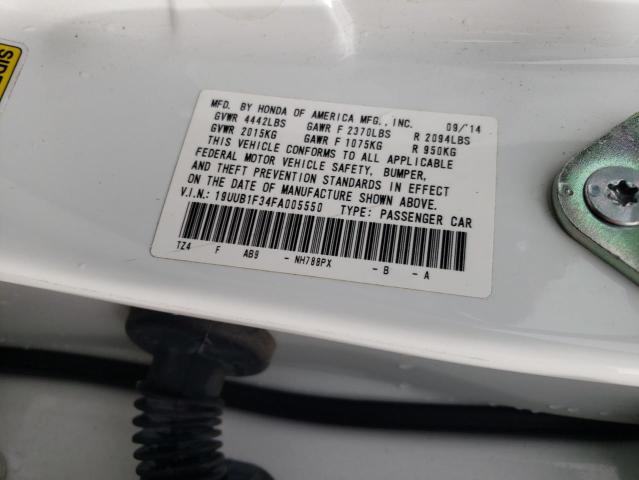 SIDE
MFD. BY HONDA OF AMERICA MFG., INC. 09/'14
GVWR 4442LBS GAWR F 2370LBS R 2094LBS
GVWR 2015KG GAWR F 1075KG R 950KG
THIS VEHICLE CONFORMS TO ALL APPLICABLE
FEDERAL MOTOR VEHICLE SAFETY, BUMPER,
AND THEFT PREVENTION STANDARDS IN EFFECT
ON THE DATE OF MANUFACTURE SHOWN ABOVE.
V.I.N.: 19UUB1F34FA005550 TYPE: PASSENGER CAR
TZ4 F AB9 - NH788PX - B - A